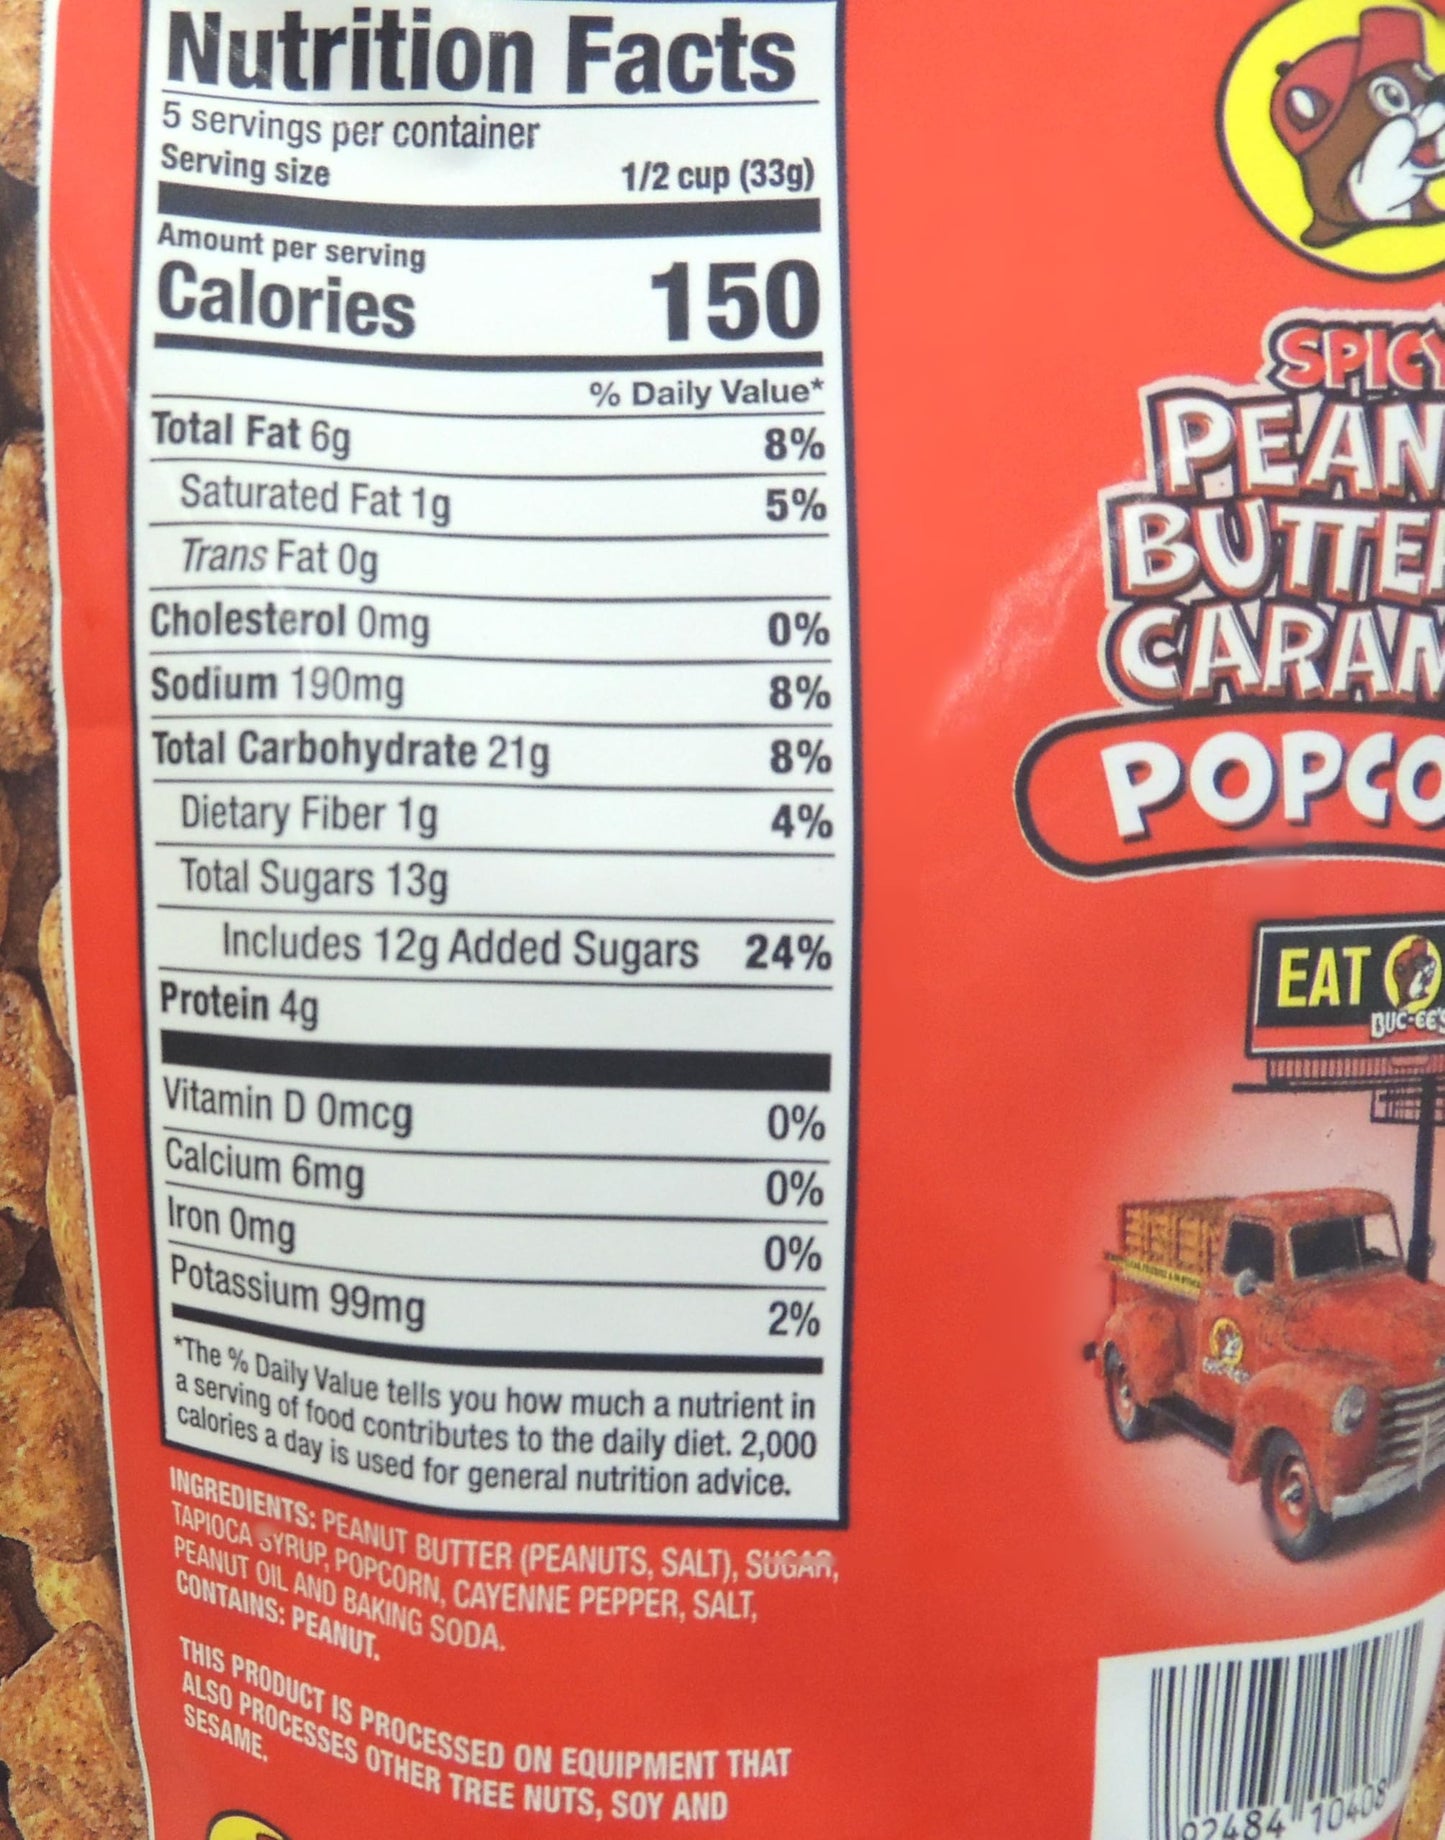 Nutrition Facts
5 servings per container
Serving size 1/2 cup (33g)
Amount per serving
Calories 150
% Daily Value*
Total Fat 6g 8%
Saturated Fat 1g 5%
Trans Fat 0g
Cholesterol 0mg 0%
Sodium 190mg 8%
Total Carbohydrate 21g 8%
Dietary Fiber 1g 4%
Total Sugars 13g
Includes 12g Added Sugars 24%
Protein 4g
Vitamin D 0mcg 0%
Calcium 6mg 0%
Iron 0mg 0%
Potassium 99mg 2%
*The % Daily Value tells you how much a nutrient in
a serving of food contributes to the daily diet. 2,000
calories a day is used for general nutrition advice.
INGREDIENTS: PEANUT BUTTER (PEANUTS, SALT), SUGAR,
TAPIOCA SYRUP, POPCORN, CAYENNE PEPPER, SALT,
PEANUT OIL AND BAKING SODA.
CONTAINS: PEANUT.
THIS PRODUCT IS PROCESSED ON EQUIPMENT THAT
ALSO PROCESSES OTHER TREE NUTS, SOY AND
SESAME.
SPICY
PEAN
BUTTE
CARAM
POPCO
EAT
BUC-EE'S
92484 10408